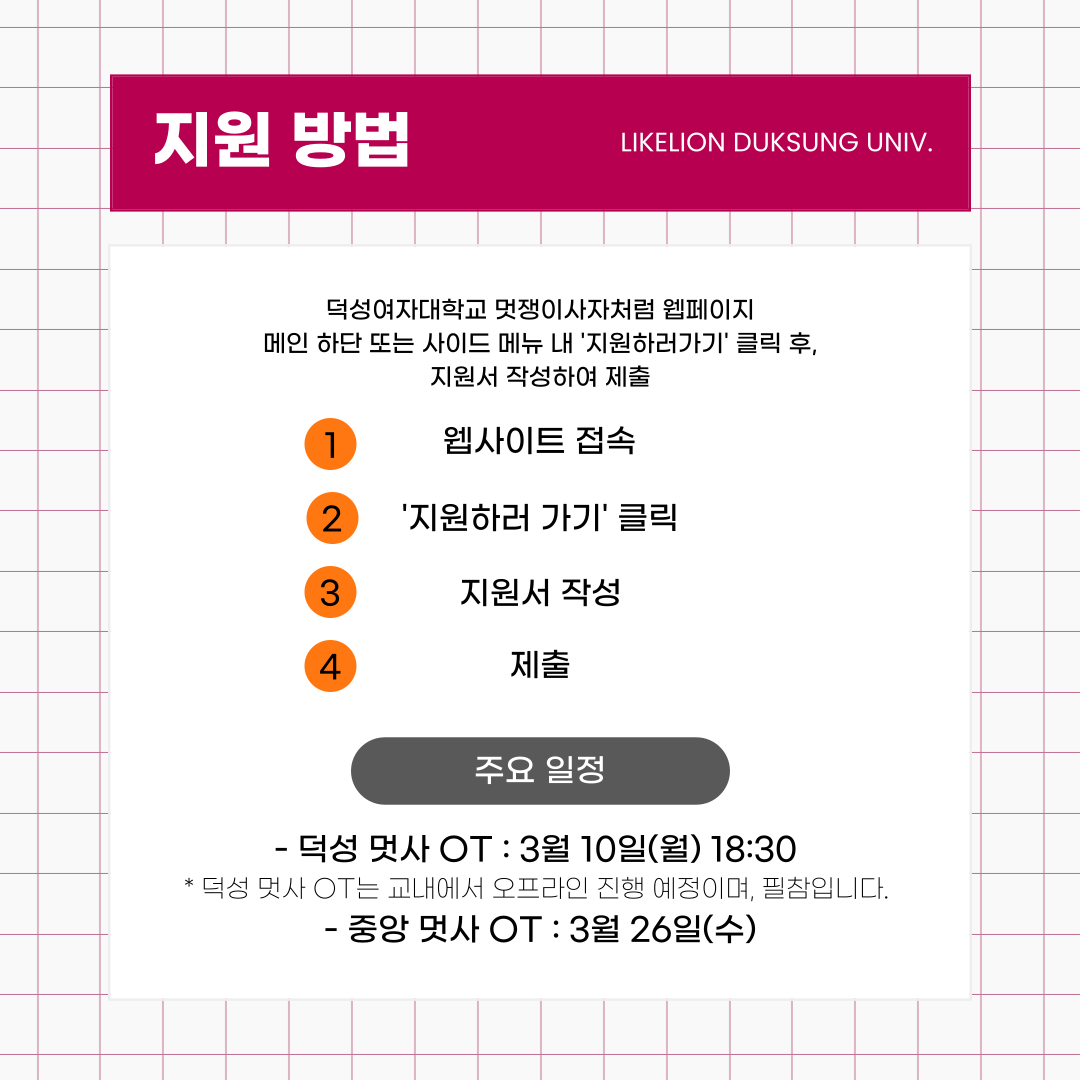 지원 방법
LIKELION DUKSUNG UNIV.
덕성여자대학교 멋쟁이사자처럼 웹페이지
메인 하단 또는 사이드 메뉴 내 '지원하러가기' 클릭 후,
지원서 작성하여 제출
1 웹사이트 접속
2 '지원하러 가기' 클릭
3 지원서 작성
4 제출
주요 일정
- 덕성 멋사 OT : 3월 10일(월) 18:30
* 덕성 멋사 OT는 교내에서 오프라인 진행 예정이며, 필참입니다.
- 중앙 멋사 OT : 3월 26일(수)